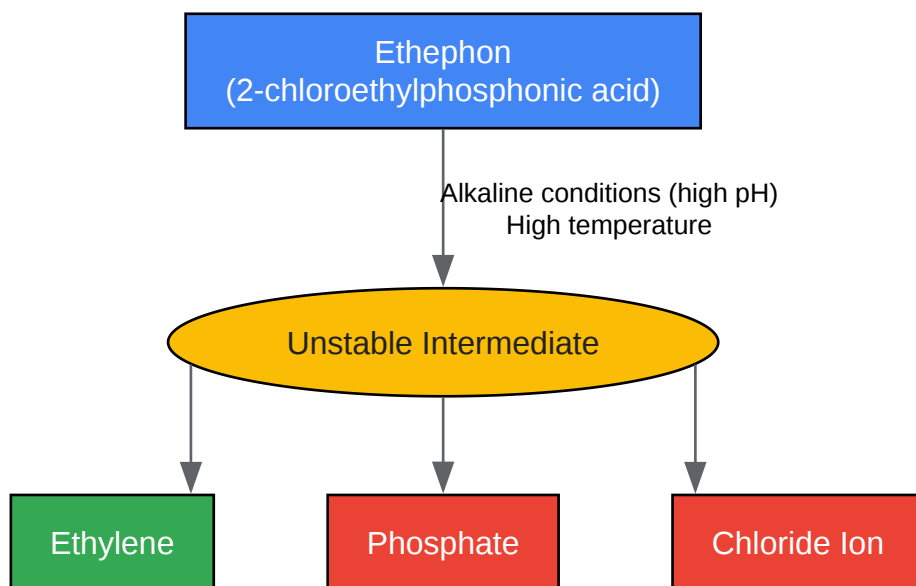 Ethephon
(2-chloroethylphosphonic acid)
Alkaline conditions (high pH)
High temperature
Unstable Intermediate
Ethylene
Phosphate
Chloride Ion